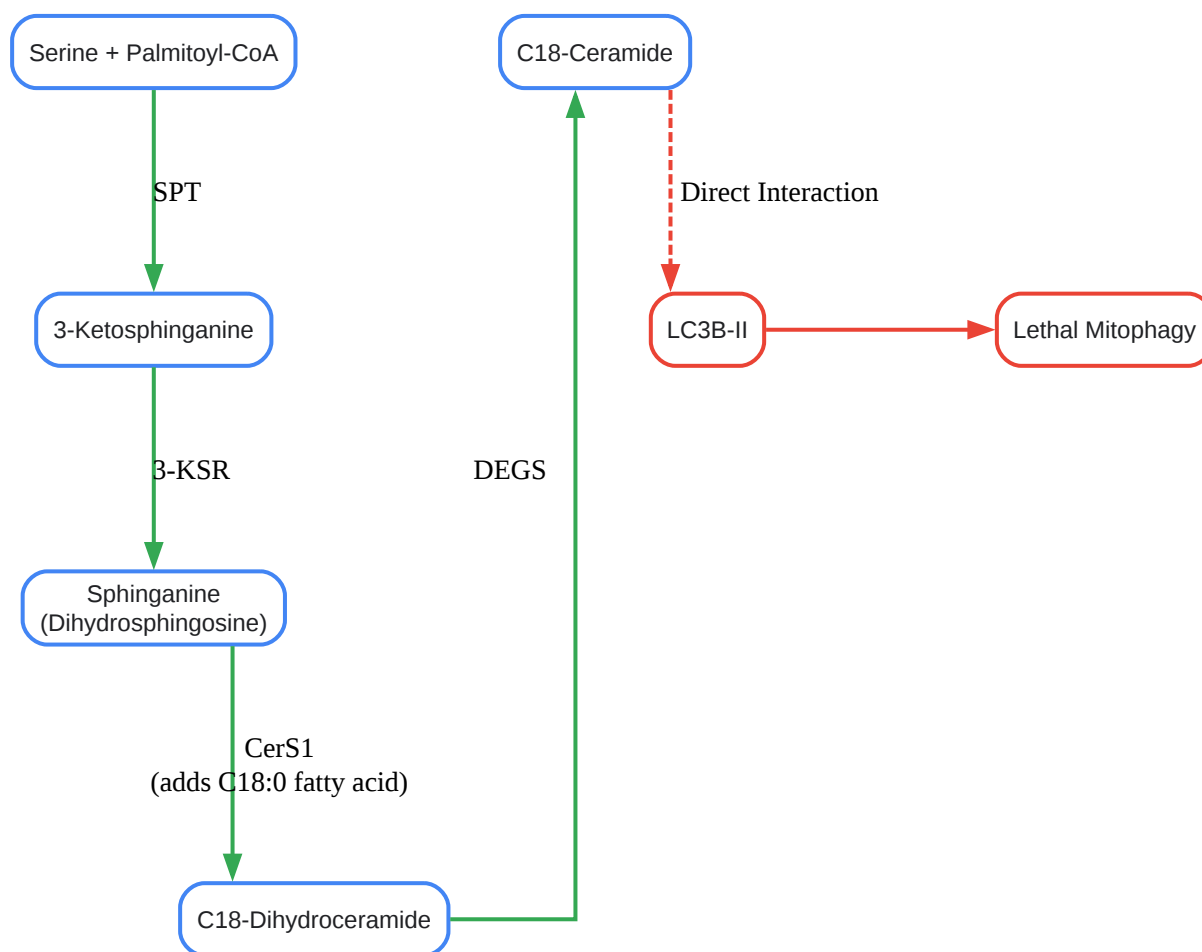 Serine + Palmitoyl-CoA
SPT
3-Ketosphinganine
3-KSR
Sphinganine
(Dihydrosphingosine)
CerS1
(adds C18:0 fatty acid)
C18-Dihydroceramide
DEGS
C18-Ceramide
Direct Interaction
LC3B-II
Lethal Mitophagy